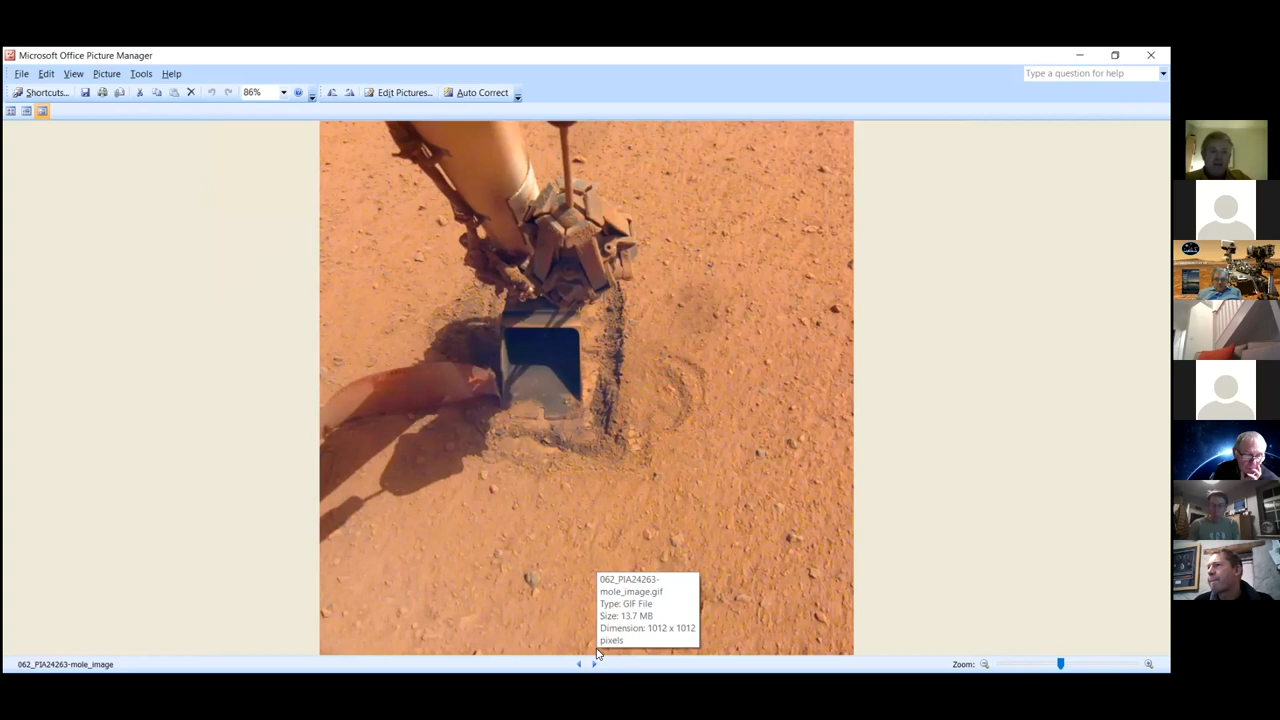 Microsoft Office Picture Manager
File Edit View Picture Tools Help
Type a question for help
Shortcuts...
86%
Edit Pictures...
Auto Correct
062_PIA24263-
mole_image.gif
Type: GIF File
Size: 13.7 MB
Dimension: 1012 x 1012
pixels
062_PIA24263-mole_image
Zoom: